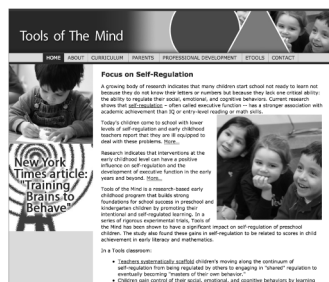 Tools of The Mind
HOME ABOUT CURRICULUM PARENTS PROFESSIONAL DEVELOPMENT ETOOLS CONTACT
Focus on Self-Regulation
A growing body of research indicates that many children start school not ready to learn not
because they do not know their letters or numbers but because they lack one critical ability:
the ability to regulate their social, emotional, and cognitive behaviors. Current research
shows that self-regulation – often called executive function -- has a stronger association with
academic achievement than IQ or entry-level reading or math skills.
Today's children come to school with lower
levels of self-regulation and early childhood
teachers report that they are ill equipped to
deal with these problems. More...
Research indicates that interventions at the
early childhood level can have a positive
influence on self-regulation and the
development of executive function in the early
years and beyond. More...
Tools of the Mind is a research-based early
childhood program that builds strong
foundations for school success in preschool and
kindergarten children by promoting their
intentional and self-regulated learning. In a
series of rigorous experimental trials, Tools of
the Mind has been shown to have a significant impact on self-regulation of preschool
children. The study also found these gains in self-regulation to be related to scores in child
achievement in early literacy and mathematics.
In a Tools classroom:
Teachers systematically scaffold children's moving along the continuum of
self-regulation from being regulated by others to engaging in "shared" regulation to
eventually becoming "masters of their own behavior."
Children gain control of their social, emotional, and cognitive behaviors by learning
New York
Times article:
"Training
Brains to
Behave"